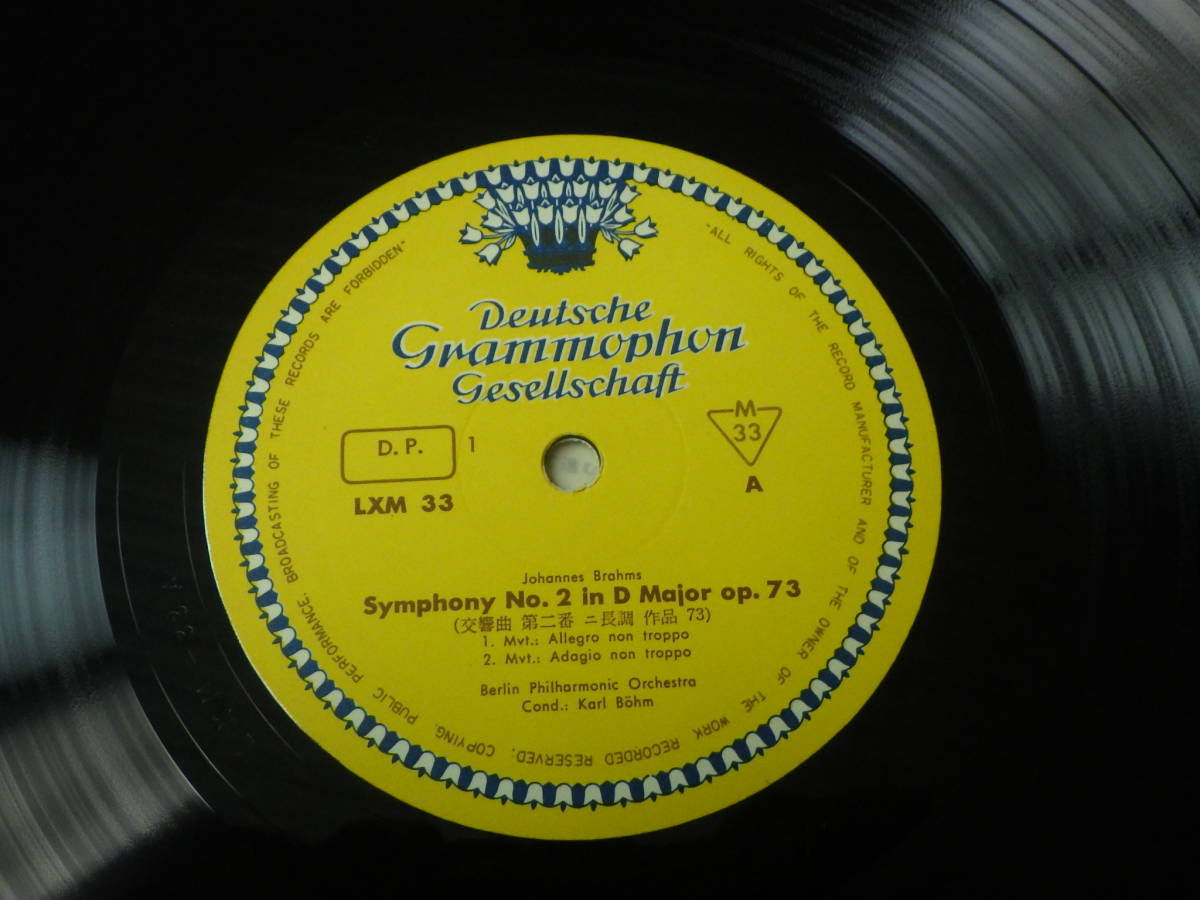 Deutsche
Grammophon
Gesellschaft
D. P. 1
LXM 33
M
33
A
Johannes Brahms
Symphony No. 2 in D Major op. 73
(交響曲 第二番 ニ長調 作品 73)
1. Mvt.: Allegro non troppo
2. Mvt.: Adagio non troppo
Berlin Philharmonic Orchestra
Cond.: Karl Böhm
"ALL RIGHTS OF THE RECORD MANUFACTURER AND OF THE OWNER OF THE WORK RECORDED RESERVED. COPYING, PUBLIC PERFORMANCE, BROADCASTING OF THESE RECORDS ARE FORBIDDEN"